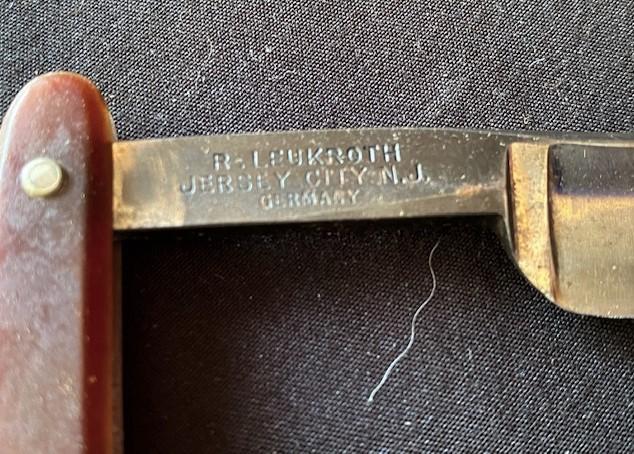 R. LEUKROTH
JERSEY CITY N.J.
GERMANY